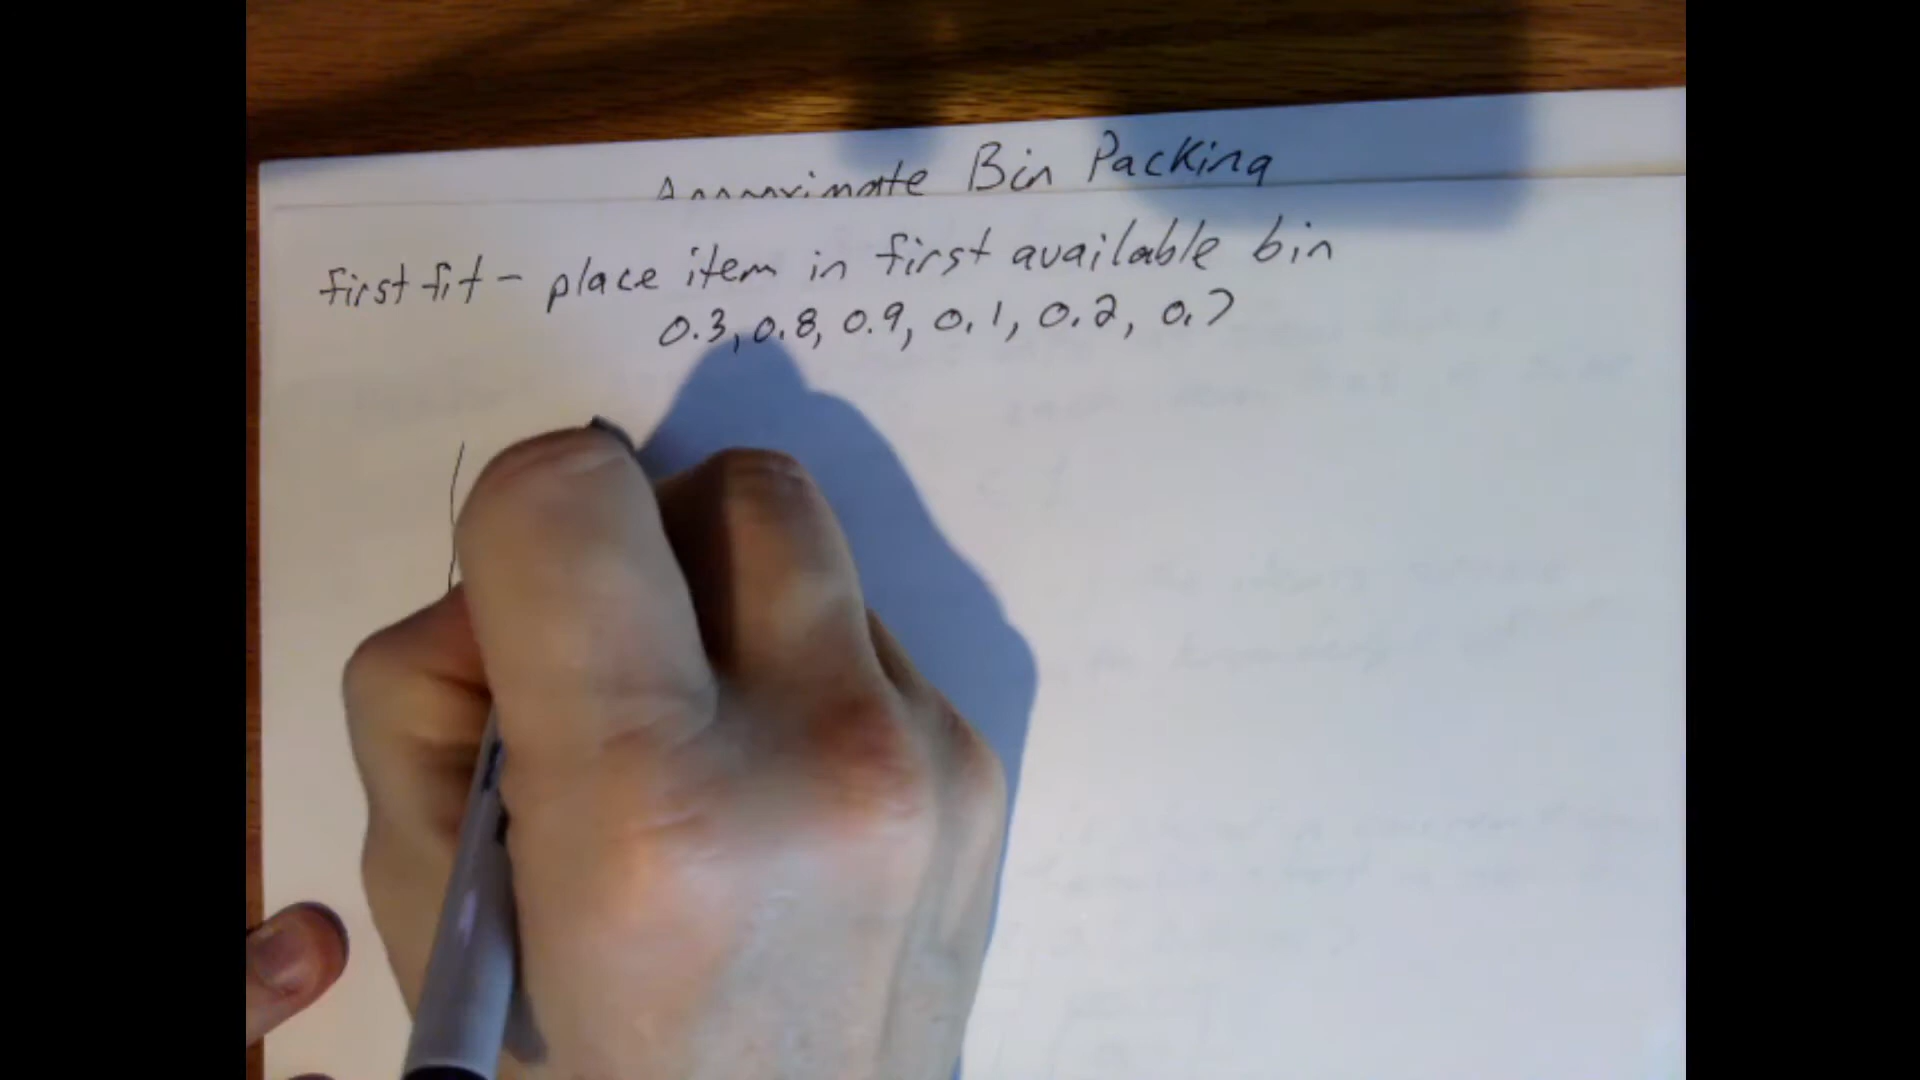 Approximate Bin Packing
first fit - place item in first available bin
0.3, 0.8, 0.9, 0.1, 0.2, 0.7